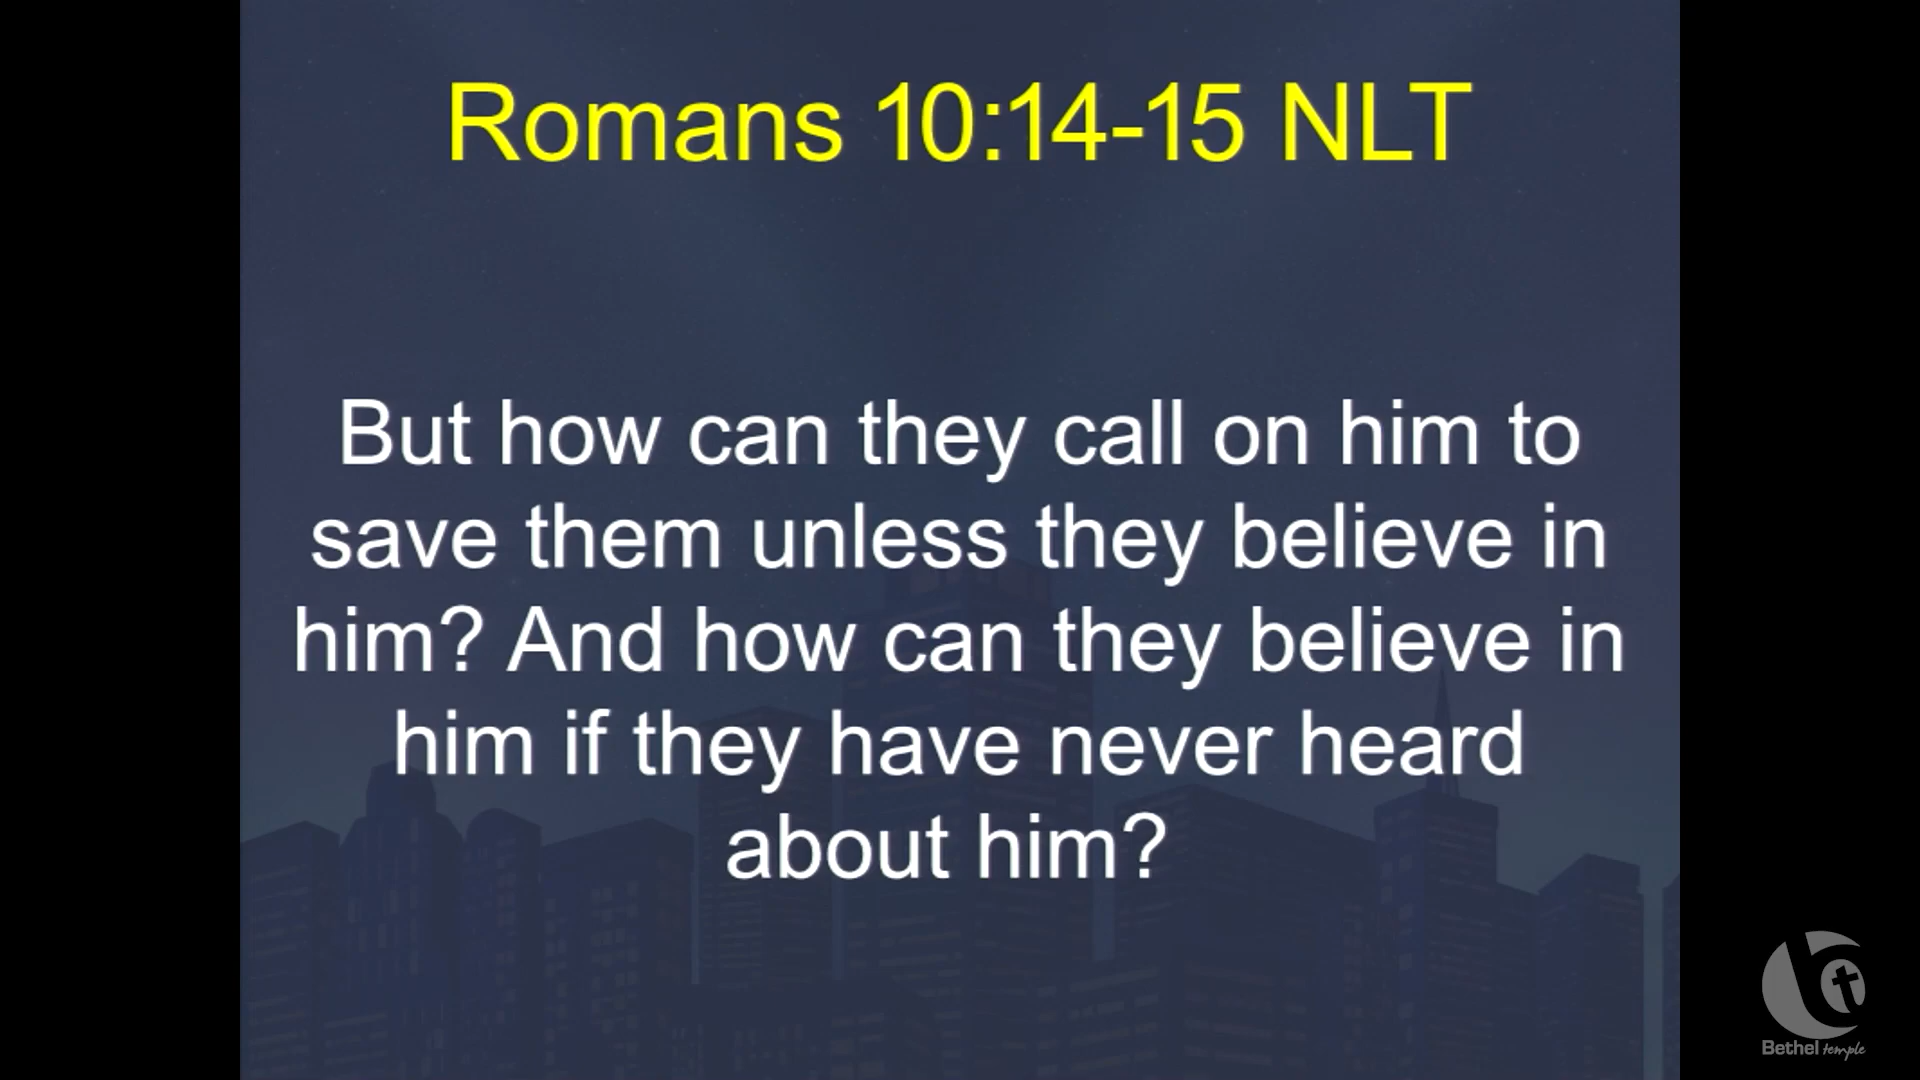 Romans 10:14-15 NLT
But how can they call on him to
save them unless they believe in
him? And how can they believe in
him if they have never heard
about him?
Bethel temple